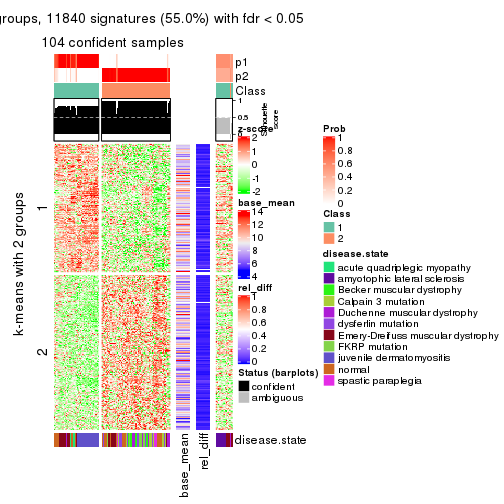 groups, 11840 signatures (55.0%) with fdr < 0.05
104 confident samples
p1
p2
Class
1
0.5
0
Silhouette score
z-score
2
1
0
-1
-2
base_mean
14
12
10
8
6
4
rel_diff
1
0.8
0.6
0.4
0.2
0
Status (barplots)
confident
ambiguous
Prob
1
0.8
0.6
0.4
0.2
0
Class
1
2
disease.state
acute quadriplegic myopathy
amyotrophic lateral sclerosis
Becker muscular dystrophy
Calpain 3 mutation
Duchenne muscular dystrophy
dysferlin mutation
Emery-Dreifuss muscular dystrophy
FKRP mutation
juvenile dermatomyositis
normal
spastic paraplegia
k-means with 2 groups
1
2
disease.state
base_mean
rel_diff